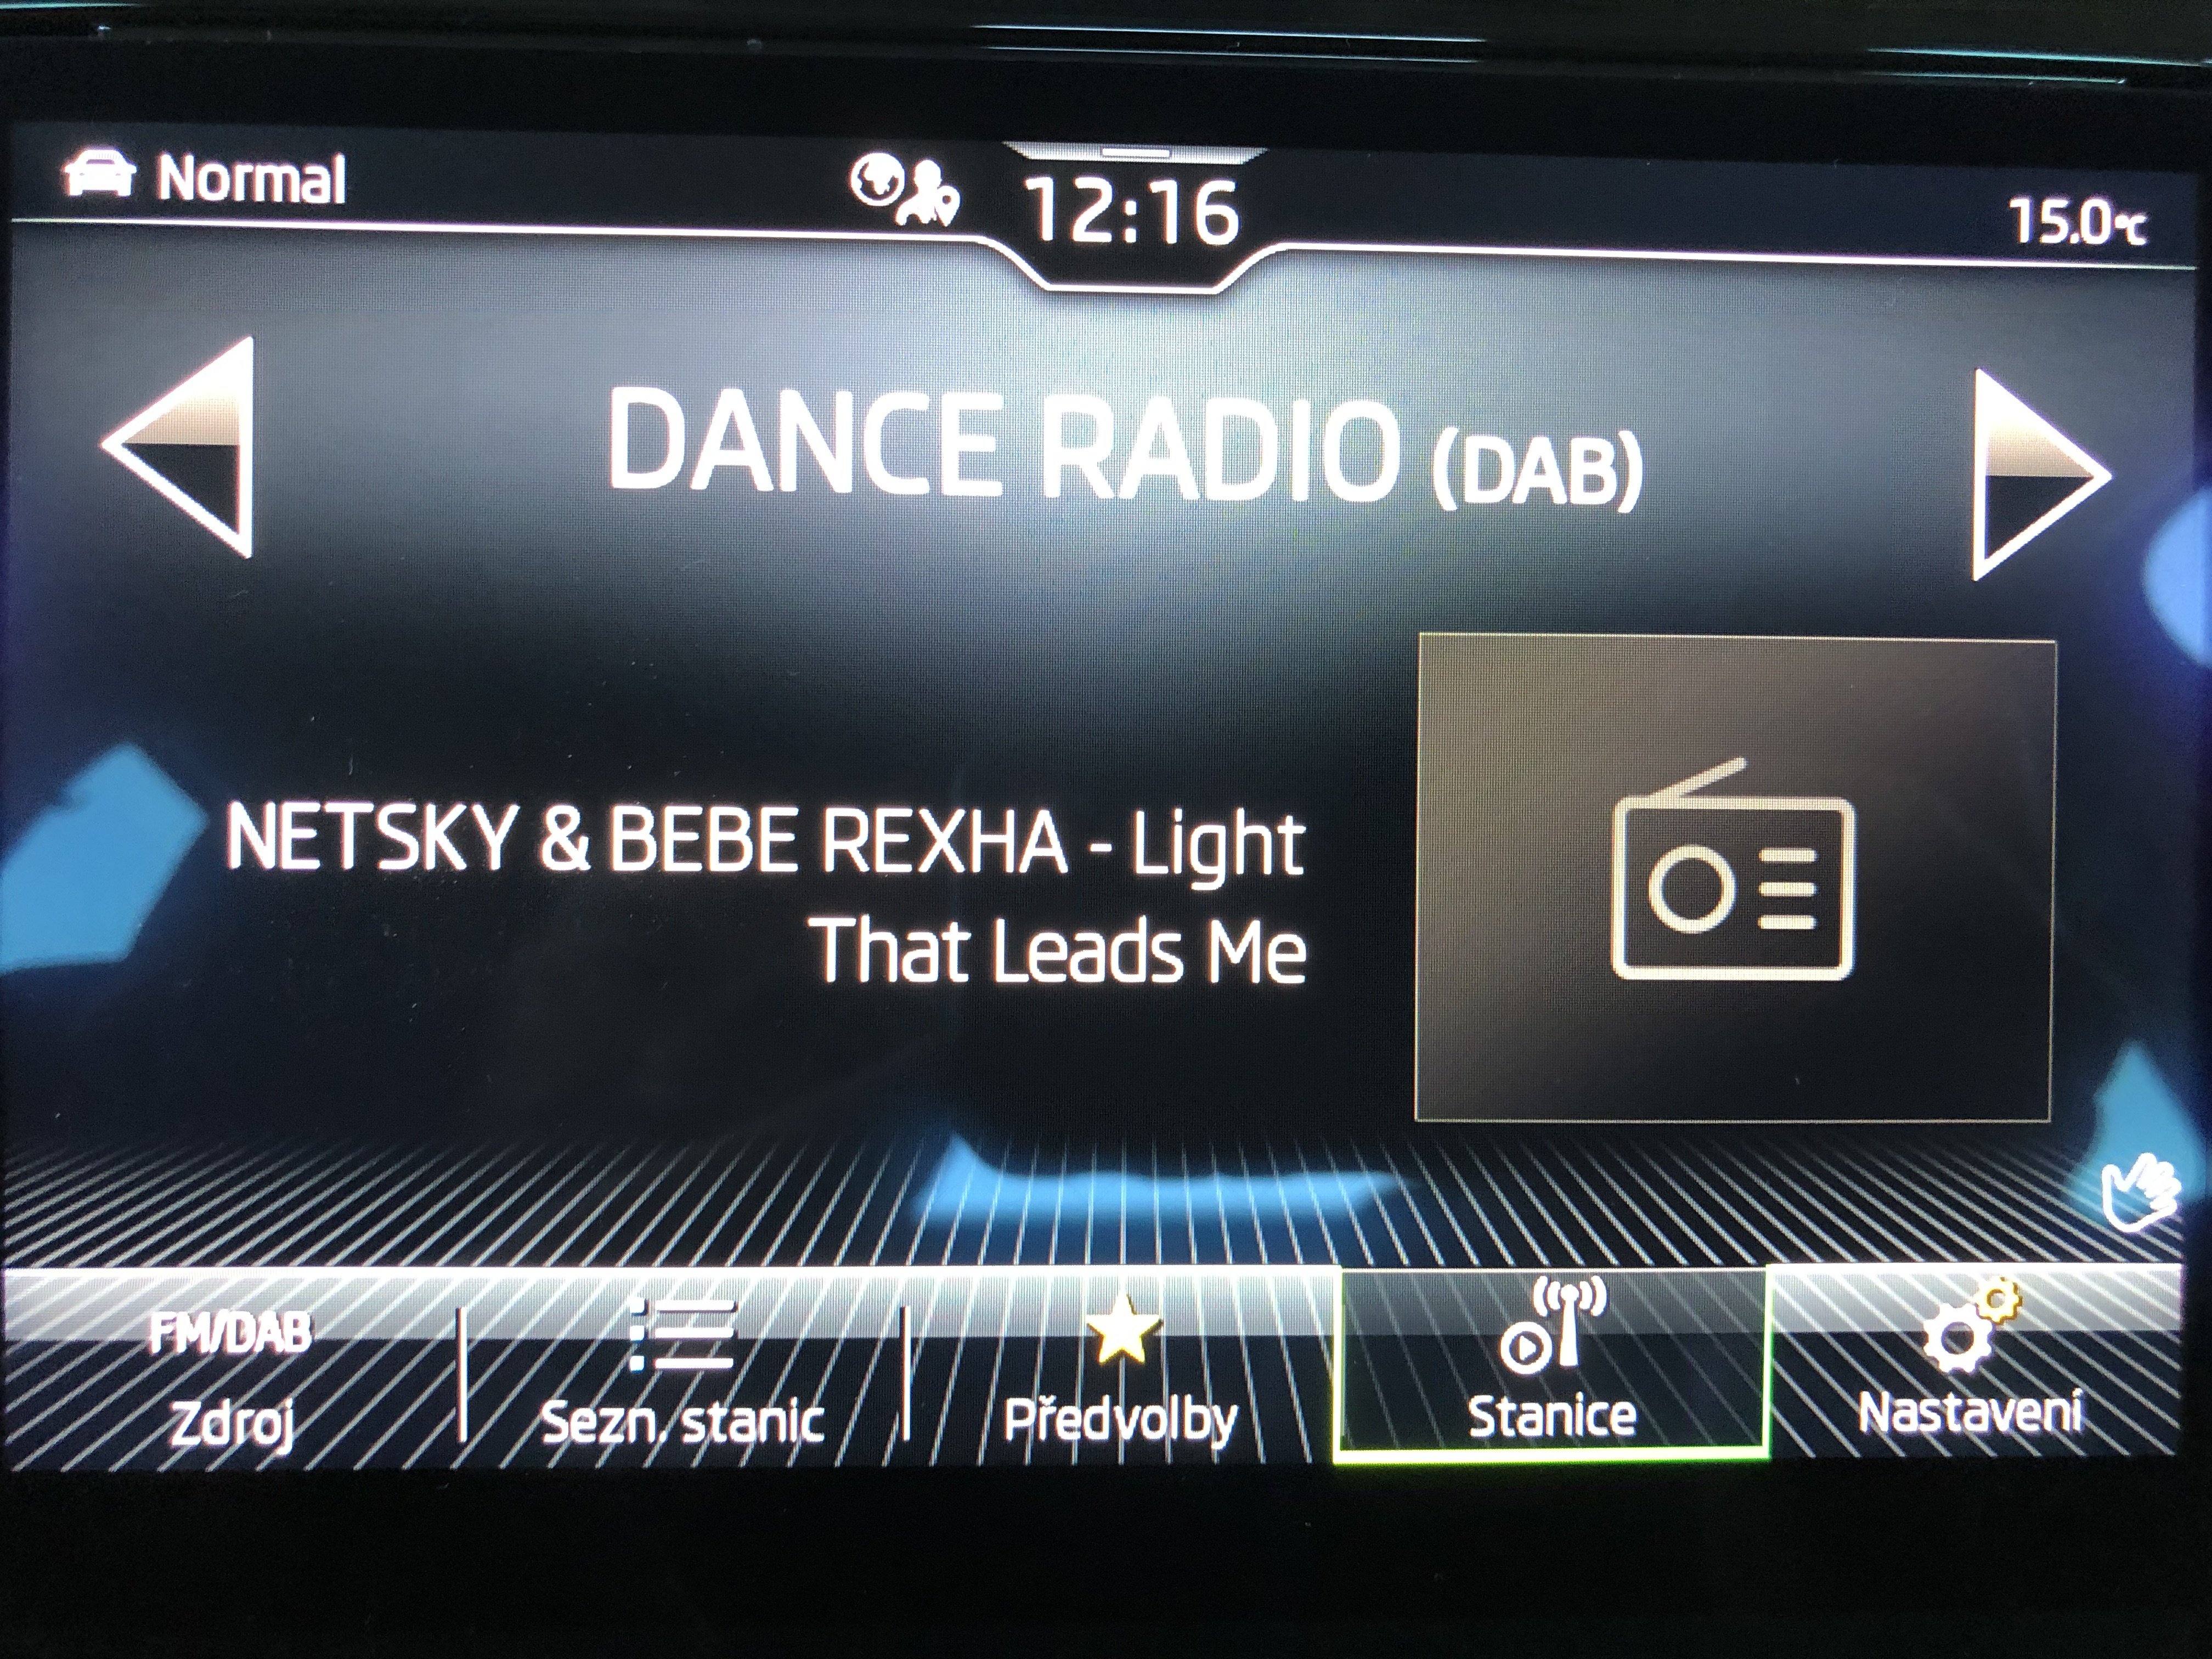 Normal
12:16
15.0°C
DANCE RADIO (DAB)
NETSKY & BEBE REXHA - Light
That Leads Me
FM/DAB
Zdroj
Sezn. stanic
Předvolby
Stanice
Nastavení